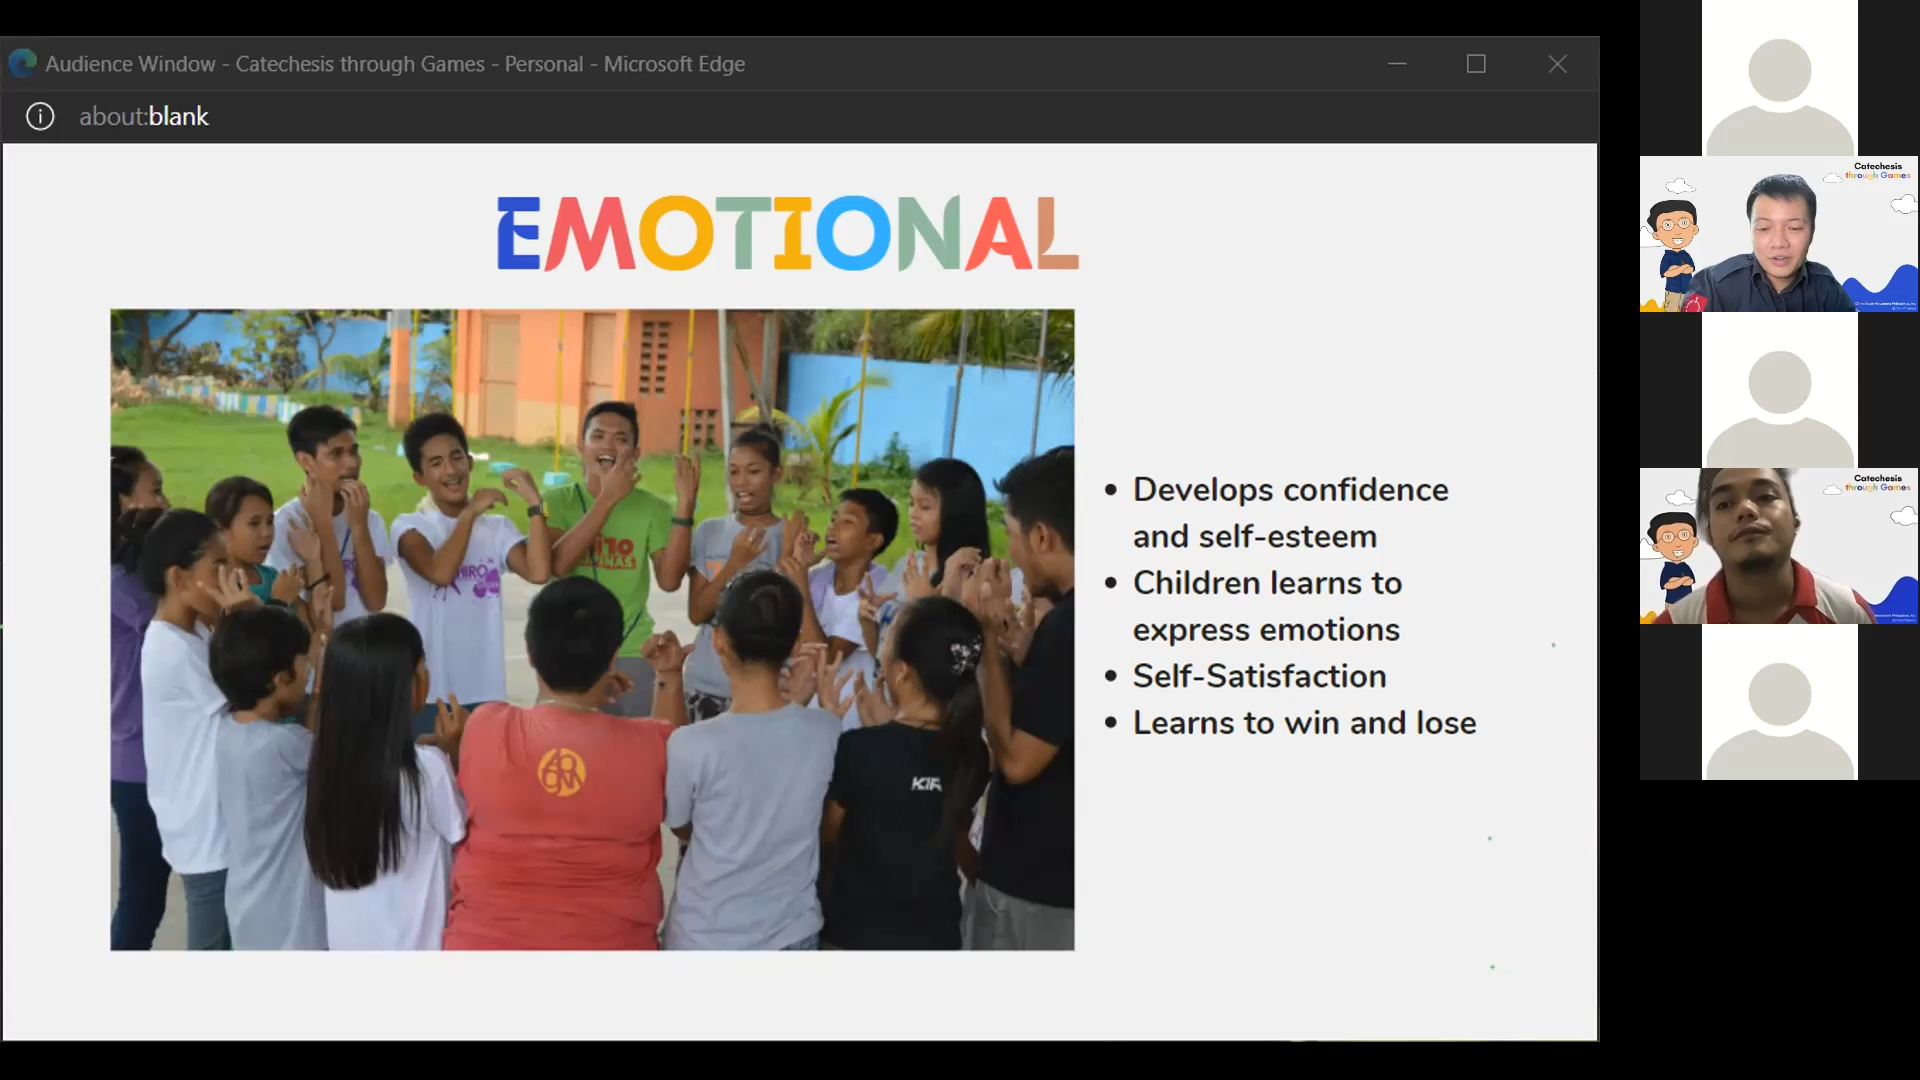 Audience Window - Catechesis through Games - Personal - Microsoft Edge
about:blank
EMOTIONAL
• Develops confidence
and self-esteem
• Children learns to
express emotions
• Self-Satisfaction
• Learns to win and lose
Catechesis
through Games
Catechesis
through Games